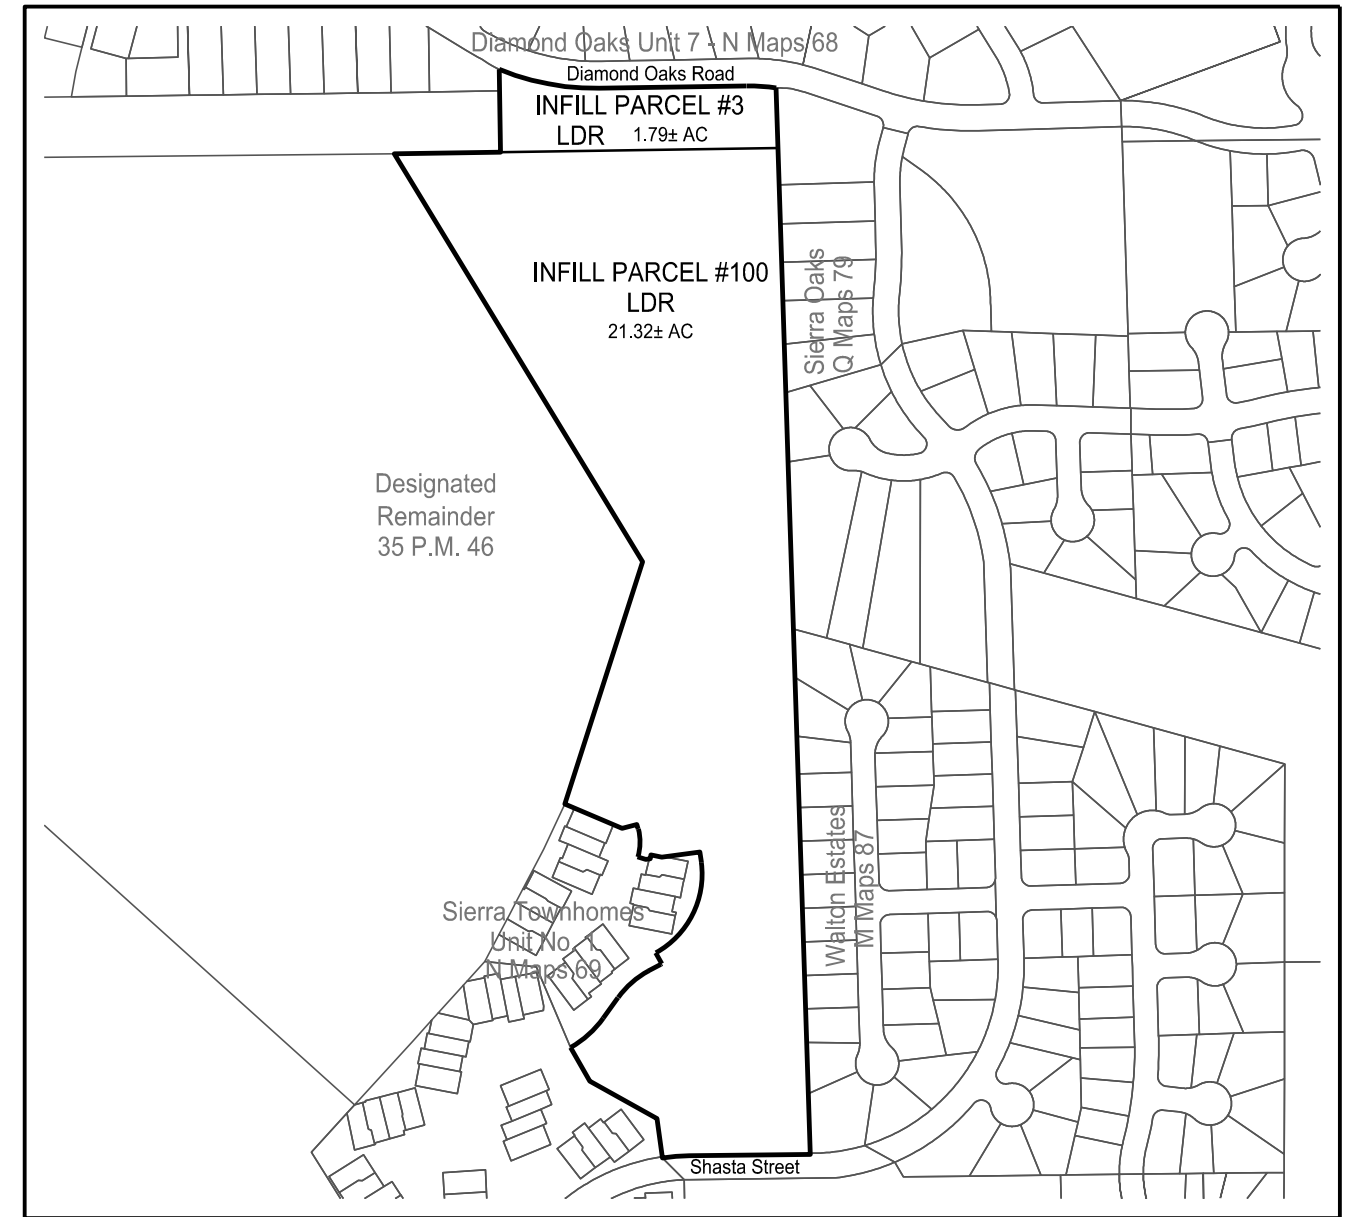 Diamond Oaks Unit 7 - N Maps 68
Diamond Oaks Road
INFILL PARCEL #3
LDR 1.79± AC
INFILL PARCEL #100
LDR
21.32± AC
Sierra Oaks
Q Maps 79
Designated
Remainder
35 P.M. 46
Walton Estates
M Maps 87
Sierra Townhomes
Unit No. 1.
N Maps 69
Shasta Street